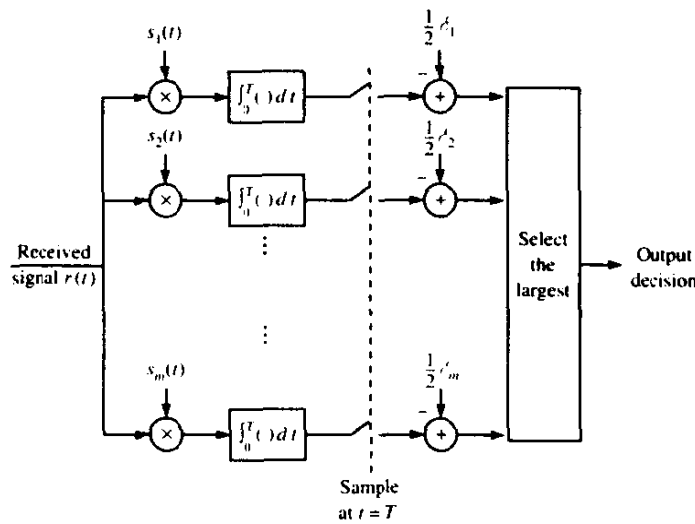 s₁(t)
½ ℰ₁
−
×
∫₀ᵀ( ) dt
+
s₂(t)
½ ℰ₂
−
×
∫₀ᵀ( ) dt
+
⋮
Received
signal r(t)
Select
the
largest
Output
decision
⋮
sₘ(t)
½ ℰₘ
−
×
∫₀ᵀ( ) dt
+
Sample
at t = T